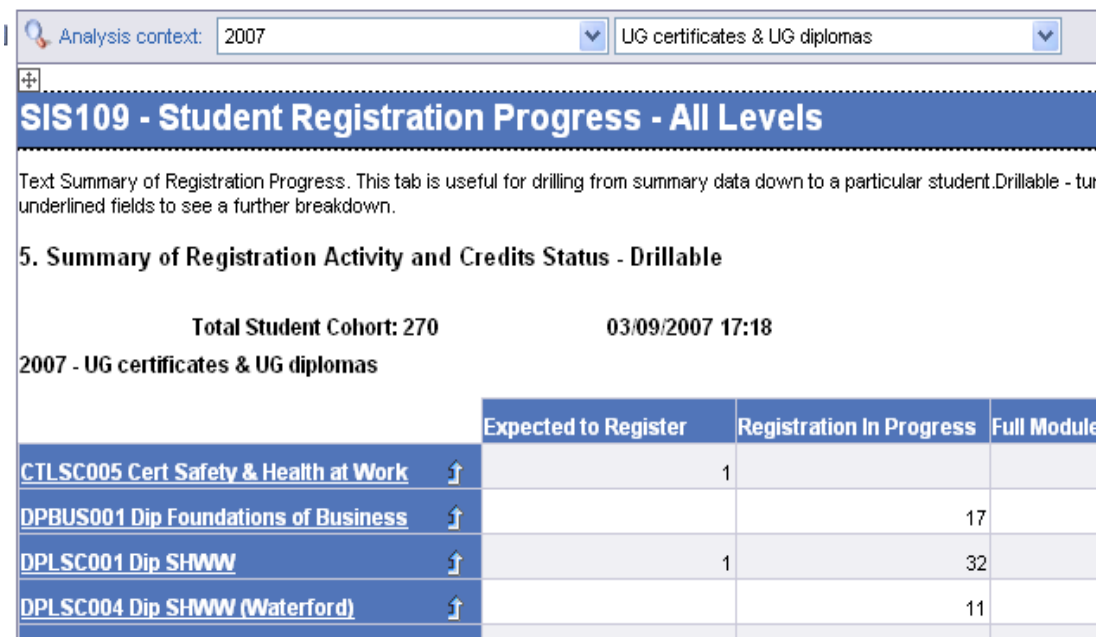 Analysis context: 2007 UG certificates & UG diplomas
SIS109 - Student Registration Progress - All Levels
Text Summary of Registration Progress. This tab is useful for drilling from summary data down to a particular student.Drillable - tur
underlined fields to see a further breakdown.
5. Summary of Registration Activity and Credits Status - Drillable
Total Student Cohort: 270 03/09/2007 17:18
2007 - UG certificates & UG diplomas
Expected to Register Registration In Progress Full Module
CTLSC005 Cert Safety & Health at Work 1
DPBUS001 Dip Foundations of Business 17
DPLSC001 Dip SHWW 1 32
DPLSC004 Dip SHWW (Waterford) 11